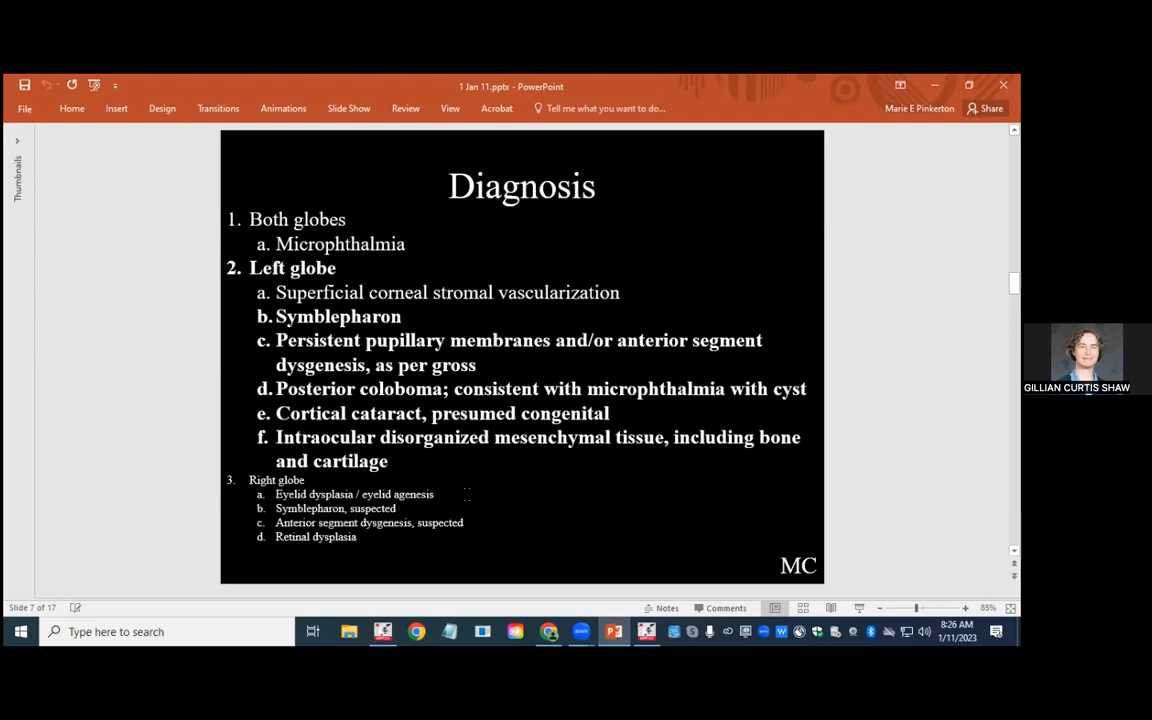 1 Jan 11.pptx - PowerPoint
File Home Insert Design Transitions Animations Slide Show Review View Acrobat Tell me what you want to do... Marie E Pinkerton Share
Thumbnails
Diagnosis
1. Both globes
a. Microphthalmia
2. Left globe
a. Superficial corneal stromal vascularization
b. Symblepharon
c. Persistent pupillary membranes and/or anterior segment
dysgenesis, as per gross
d. Posterior coloboma; consistent with microphthalmia with cyst
e. Cortical cataract, presumed congenital
f. Intraocular disorganized mesenchymal tissue, including bone
and cartilage
3. Right globe
a. Eyelid dysplasia / eyelid agenesis
b. Symblepharon, suspected
c. Anterior segment dysgenesis, suspected
d. Retinal dysplasia
MC
GILLIAN CURTIS SHAW
Slide 7 of 17 Notes Comments 85%
Type here to search 8:26 AM
1/11/2023